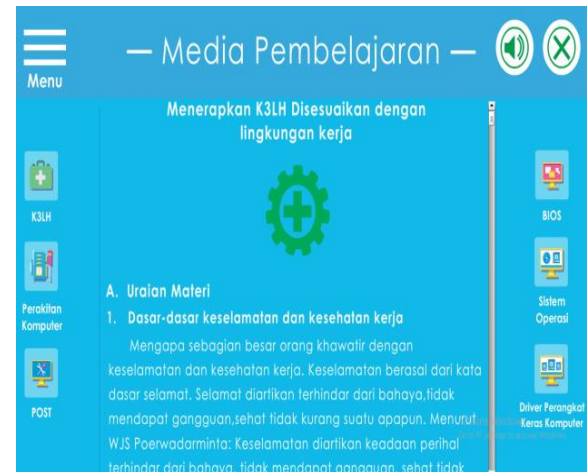 — Media Pembelajaran —
Menu
Menerapkan K3LH Disesuaikan dengan
lingkungan kerja
K3LH
Perakitan
Komputer
POST
BIOS
Sistem
Operasi
Driver Perangkat
Keras Komputer
A. Uraian Materi
1. Dasar-dasar keselamatan dan kesehatan kerja
Mengapa sebagian besar orang khawatir dengan
keselamatan dan kesehatan kerja. Keselamatan berasal dari kata
dasar selamat. Selamat diartikan terhindar dari bahaya,tidak
mendapat gangguan,sehat tidak kurang suatu apapun. Menurut
WJS Poerwadarminta: Keselamatan diartikan keadaan perihal
terhindar dari bahaya, tidak mendapat gangguan, sehat tidak